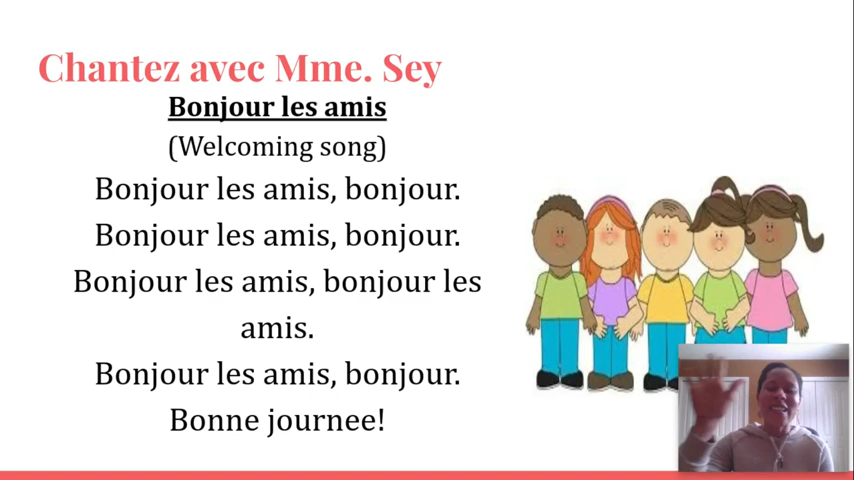 Chantez avec Mme. Sey
Bonjour les amis
(Welcoming song)
Bonjour les amis, bonjour.
Bonjour les amis, bonjour.
Bonjour les amis, bonjour les
amis.
Bonjour les amis, bonjour.
Bonne journee!